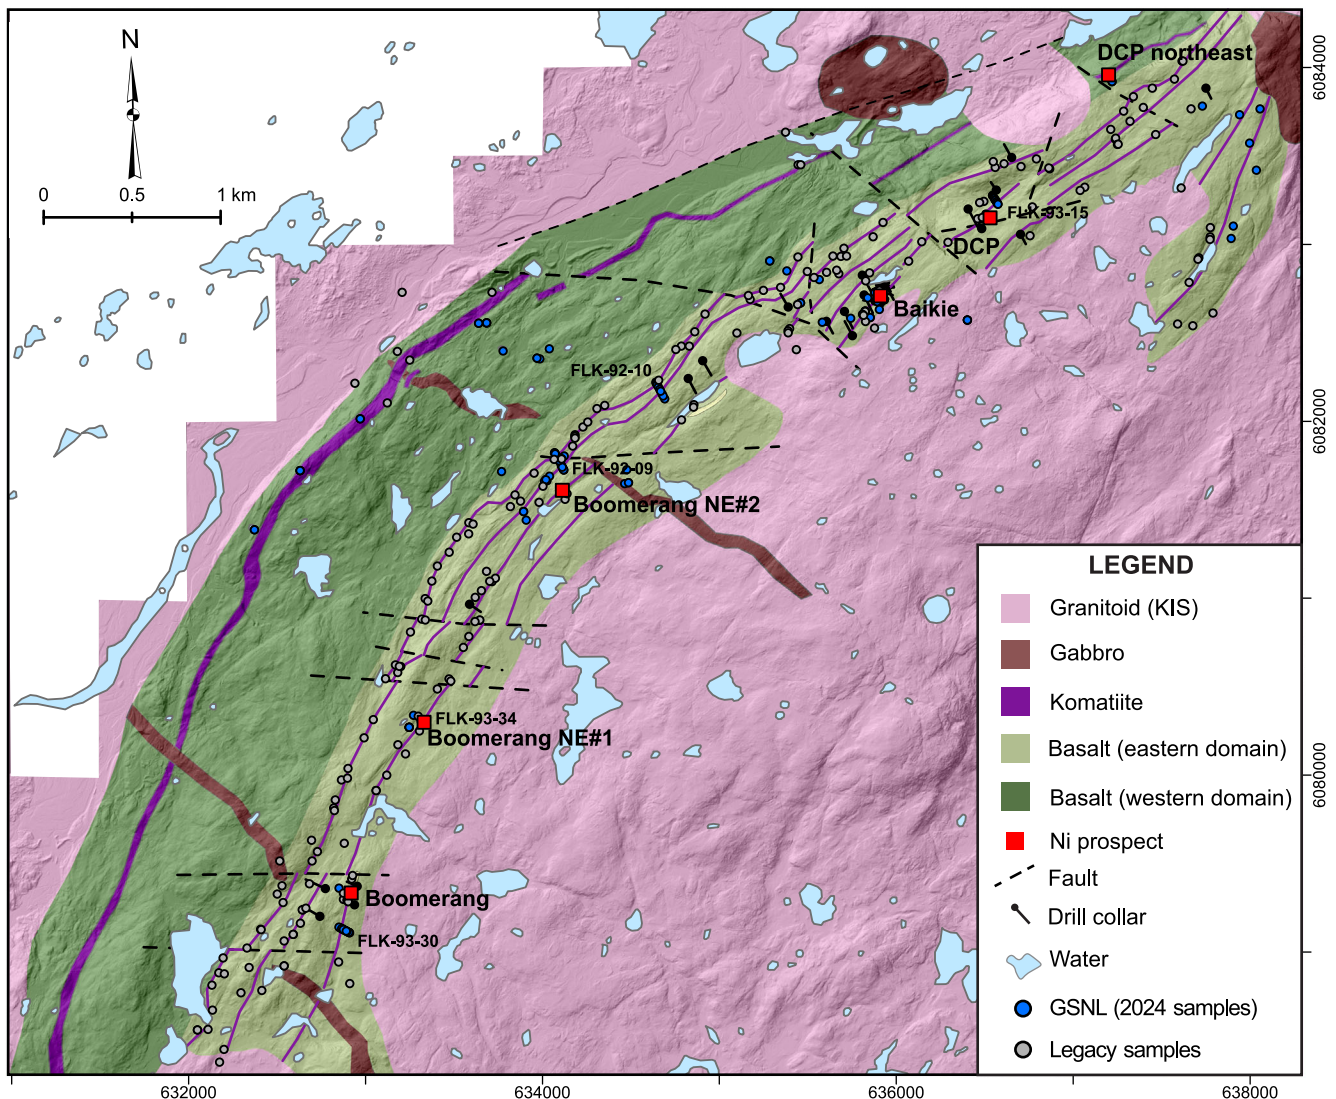 N
0 0.5 1 km
DCP northeast
FLK-93-15
DCP
Baikie
FLK-92-10
FLK-92-09
Boomerang NE#2
FLK-93-34
Boomerang NE#1
Boomerang
FLK-93-30
6084000
6082000
6080000
LEGEND
Granitoid (KIS)
Gabbro
Komatiite
Basalt (eastern domain)
Basalt (western domain)
Ni prospect
Fault
Drill collar
Water
GSNL (2024 samples)
Legacy samples
632000 634000 636000 638000